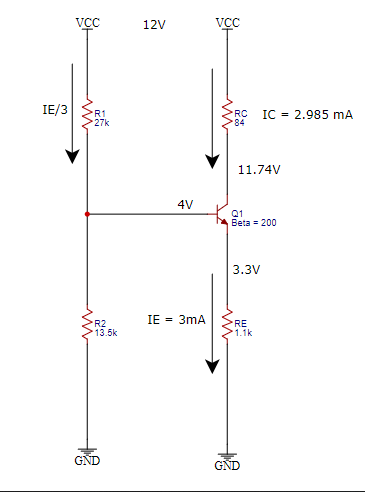 VCC 12V VCC
IE/3 R1 RC IC = 2.985 mA
27k 84
11.74V
4V
Q1
Beta = 200
3.3V
R2 IE = 3mA RE
13.5k 1.1k
GND GND